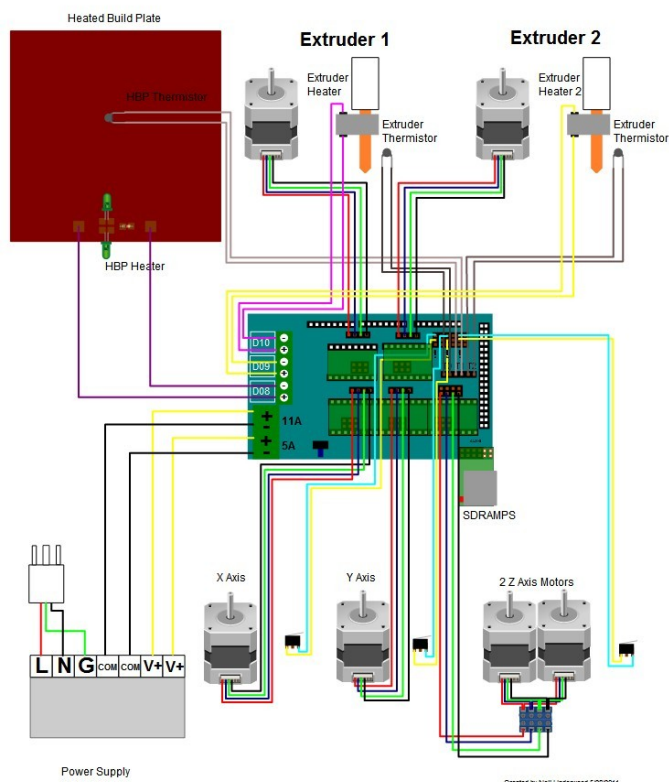 Heated Build Plate
Extruder 1
Extruder 2
HBP Thermistor
Extruder
Heater
Extruder
Thermistor
Extruder
Heater 2
Extruder
Thermistor
HBP Heater
D10
-
+
D09
-
+
D08
-
+
+
11A
-
+
5A
-
SDRAMPS
X Axis
Y Axis
2 Z Axis Motors
L N G COM COM V+ V+
Power Supply